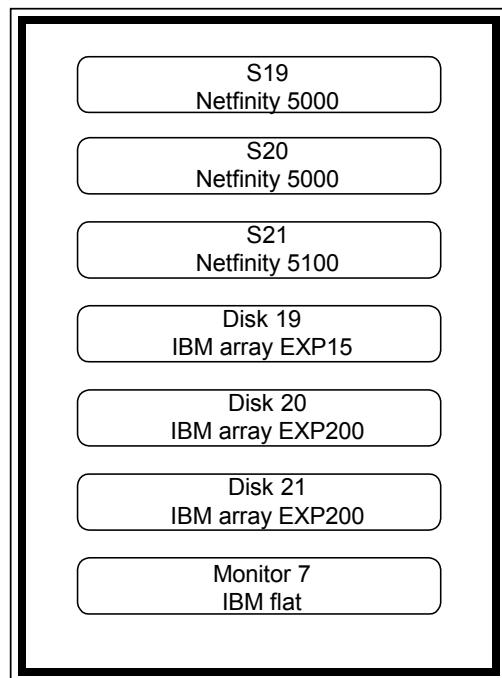 S19
Netfinity 5000
S20
Netfinity 5000
S21
Netfinity 5100
Disk 19
IBM array EXP15
Disk 20
IBM array EXP200
Disk 21
IBM array EXP200
Monitor 7
IBM flat